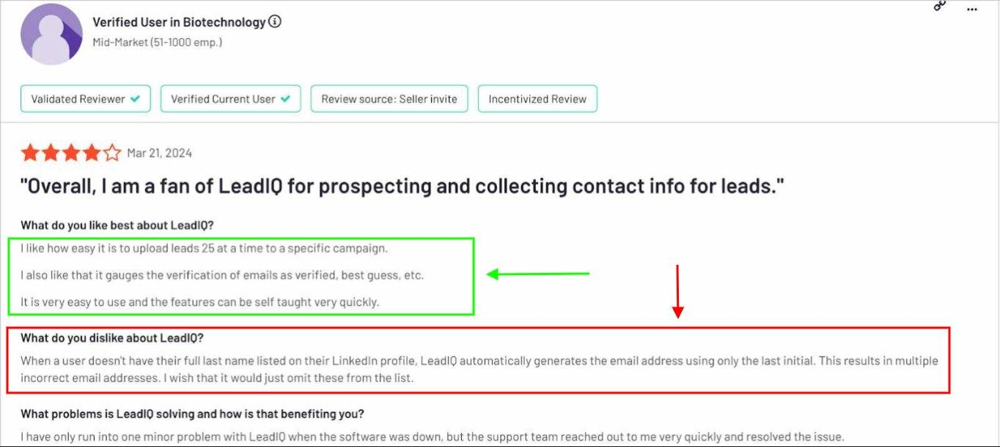 Verified User in Biotechnology
Mid-Market (51-1000 emp.)
Validated Reviewer
Verified Current User
Review source: Seller invite
Incentivized Review
Mar 21, 2024
"Overall, I am a fan of LeadIQ for prospecting and collecting contact info for leads."
What do you like best about LeadIQ?
I like how easy it is to upload leads 25 at a time to a specific campaign.
I also like that it gauges the verification of emails as verified, best guess, etc.
It is very easy to use and the features can be self taught very quickly.
What do you dislike about LeadIQ?
When a user doesn't have their full last name listed on their LinkedIn profile, LeadIQ automatically generates the email address using only the last initial. This results in multiple
incorrect email addresses. I wish that it would just omit these from the list.
What problems is LeadIQ solving and how is that benefiting you?
I have only run into one minor problem with LeadIQ when the software was down, but the support team reached out to me very quickly and resolved the issue.